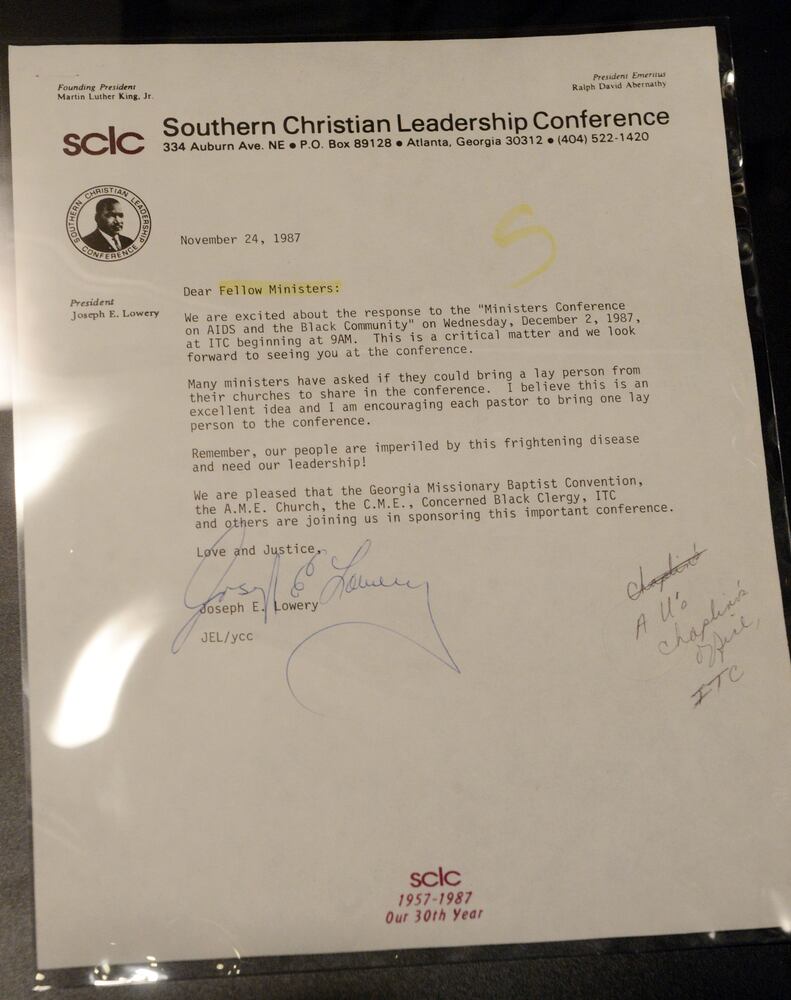 Founding President
Martin Luther King, Jr.
President Emeritus
Ralph David Abernathy
sclc
Southern Christian Leadership Conference
334 Auburn Ave. NE ● P.O. Box 89128 ● Atlanta, Georgia 30312 ● (404) 522-1420
SOUTHERN CHRISTIAN LEADERSHIP CONFERENCE
November 24, 1987
S
President
Joseph E. Lowery
Dear Fellow Ministers:
We are excited about the response to the "Ministers Conference
on AIDS and the Black Community" on Wednesday, December 2, 1987,
at ITC beginning at 9AM. This is a critical matter and we look
forward to seeing you at the conference.
Many ministers have asked if they could bring a lay person from
their churches to share in the conference. I believe this is an
excellent idea and I am encouraging each pastor to bring one lay
person to the conference.
Remember, our people are imperiled by this frightening disease
and need our leadership!
We are pleased that the Georgia Missionary Baptist Convention,
the A.M.E. Church, the C.M.E., Concerned Black Clergy, ITC
and others are joining us in sponsoring this important conference.
Love and Justice,
Joseph E Lowery
Joseph E. Lowery
JEL/ycc
A U's
Chaplin's
Office,
ITC
sclc
1957-1987
Our 30th Year